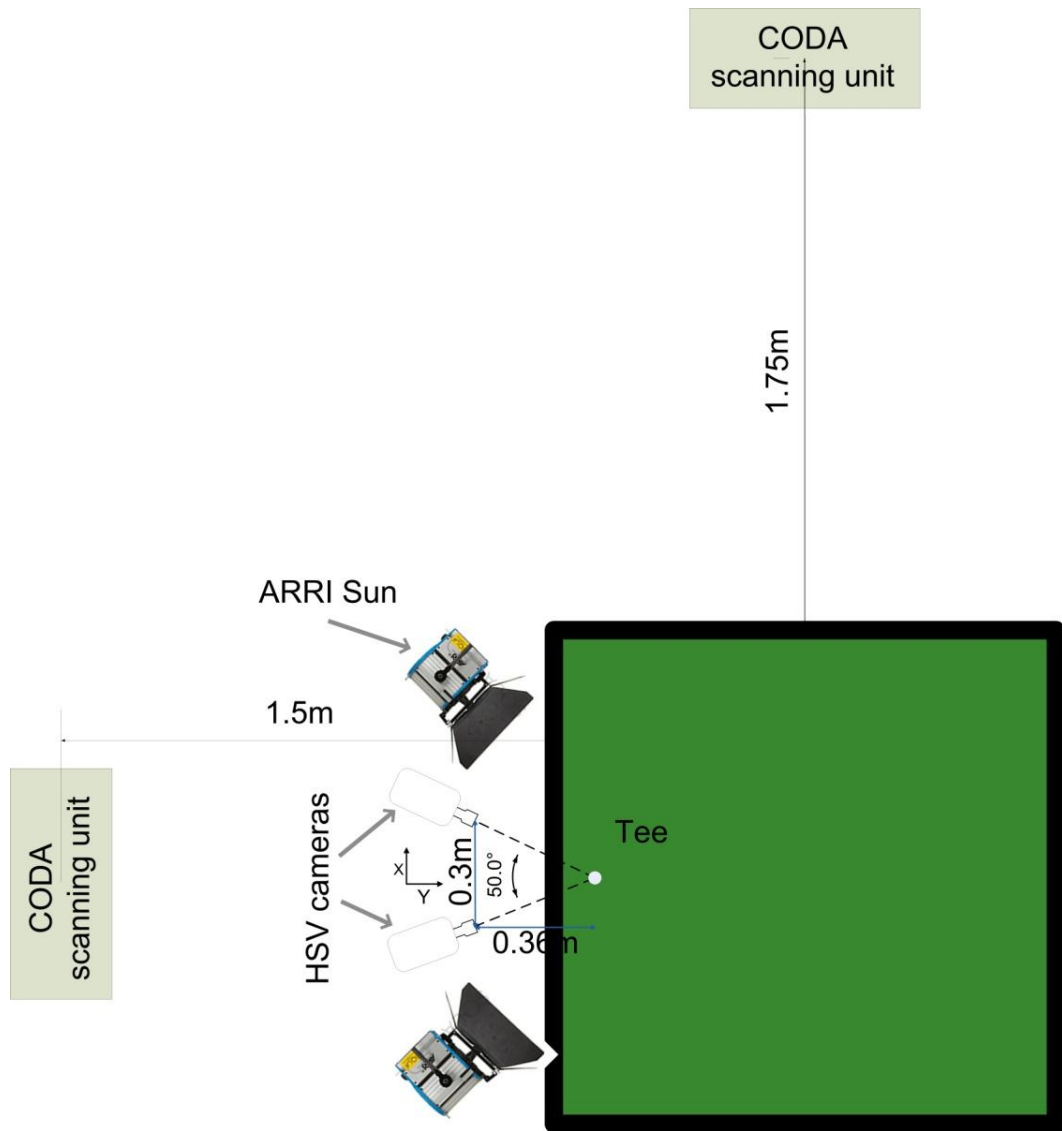 CODA
scanning unit
1.75m
ARRI Sun
1.5m
CODA
scanning unit
HSV cameras
X
Y
0.3m
50.0°
Tee
0.36m